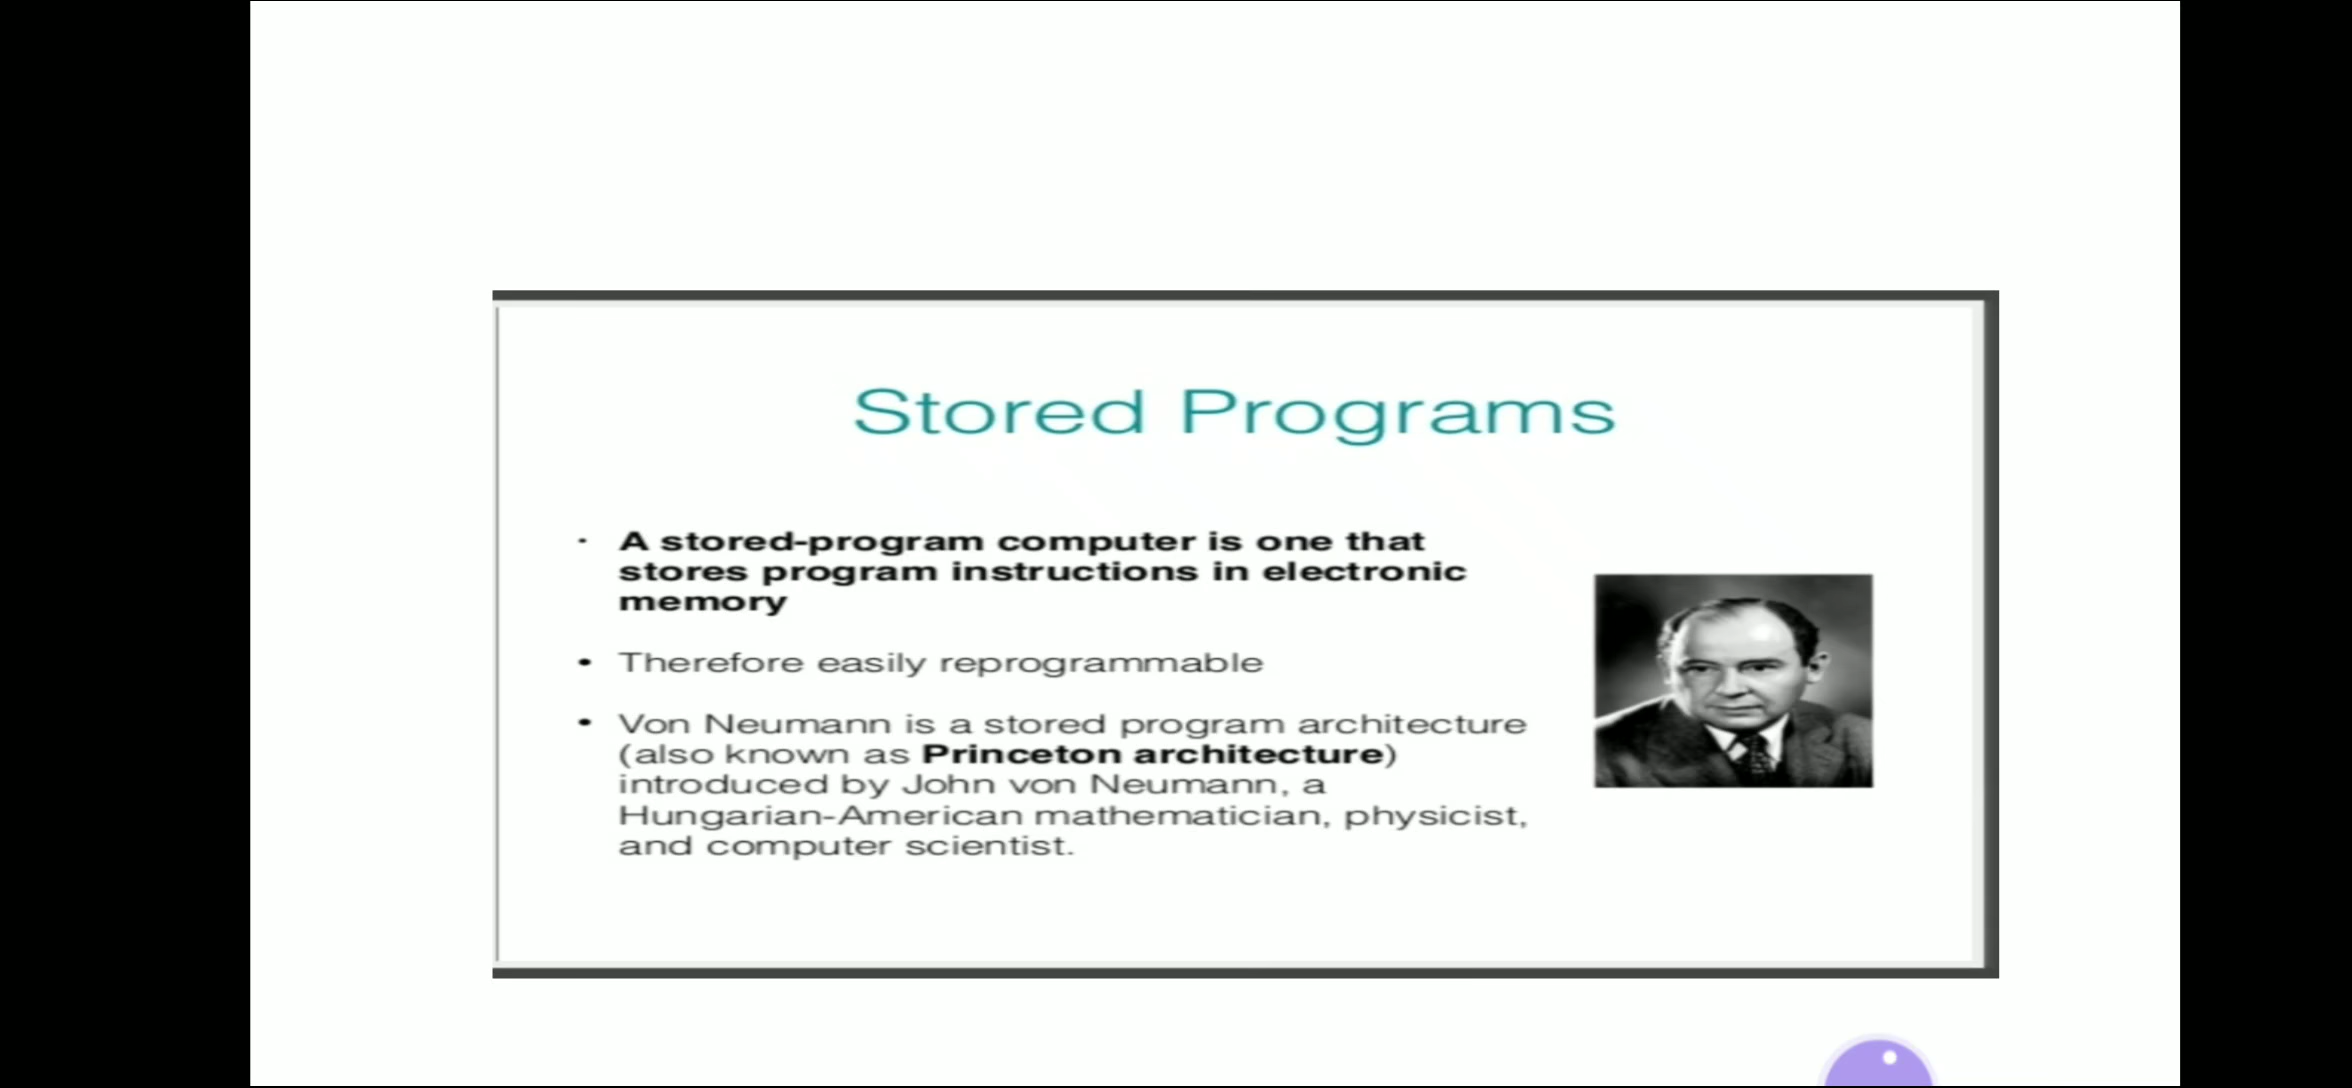 Stored Programs
· A stored-program computer is one that
stores program instructions in electronic
memory
• Therefore easily reprogrammable
• Von Neumann is a stored program architecture
(also known as Princeton architecture)
introduced by John von Neumann, a
Hungarian-American mathematician, physicist,
and computer scientist.